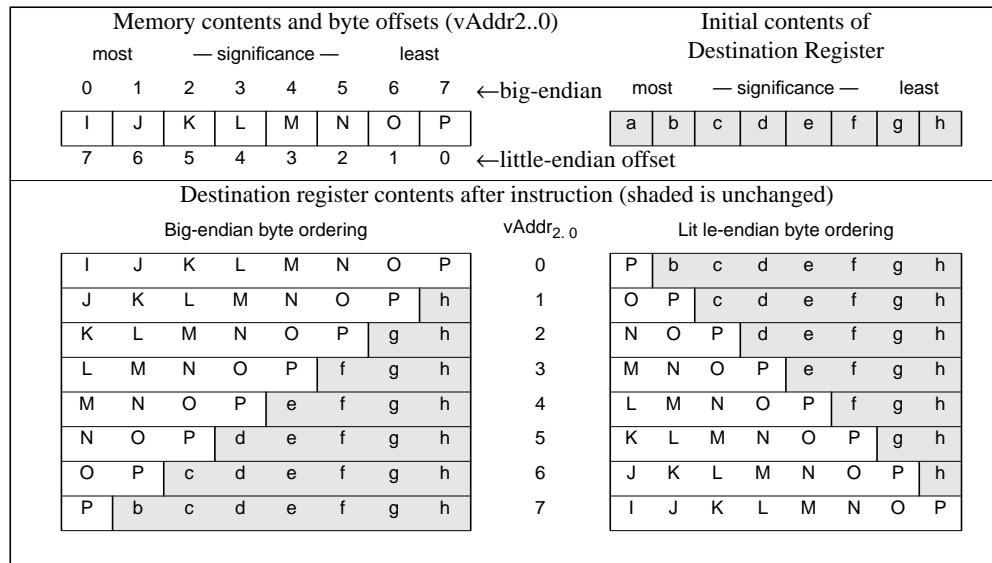 Memory contents and byte offsets (vAddr2..0)
Initial contents of
Destination Register
most — significance — least
0 1 2 3 4 5 6 7 ←big-endian
most — significance — least
I J K L M N O P
a b c d e f g h
7 6 5 4 3 2 1 0 ←little-endian offset
Destination register contents after instruction (shaded is unchanged)
Big-endian byte ordering vAddr2. 0 Lit le-endian byte ordering
I J K L M N O P 0 P b c d e f g h
J K L M N O P h 1 O P c d e f g h
K L M N O P g h 2 N O P d e f g h
L M N O P f g h 3 M N O P e f g h
M N O P e f g h 4 L M N O P f g h
N O P d e f g h 5 K L M N O P g h
O P c d e f g h 6 J K L M N O P h
P b c d e f g h 7 I J K L M N O P